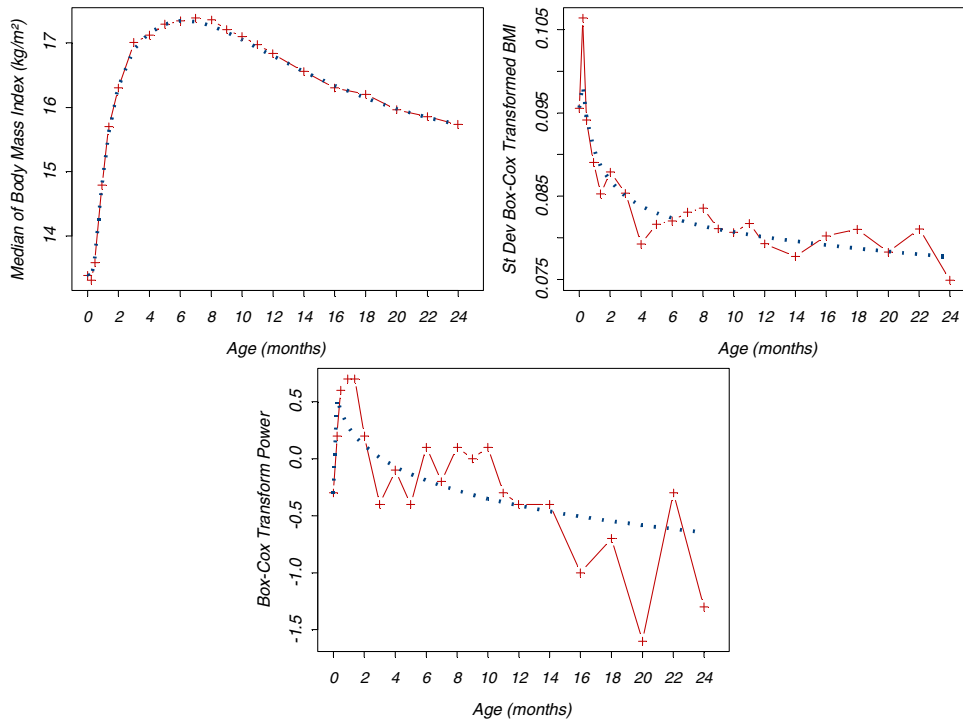 Median of Body Mass Index (kg/m²)
17
16
15
14
0 2 4 6 8 10 12 14 16 18 20 22 24
Age (months)
St Dev Box-Cox Transformed BMI
0.105
0.095
0.085
0.075
0 2 4 6 8 10 12 14 16 18 20 22 24
Age (months)
Box-Cox Transform Power
0.5
0.0
-0.5
-1.0
-1.5
0 2 4 6 8 10 12 14 16 18 20 22 24
Age (months)